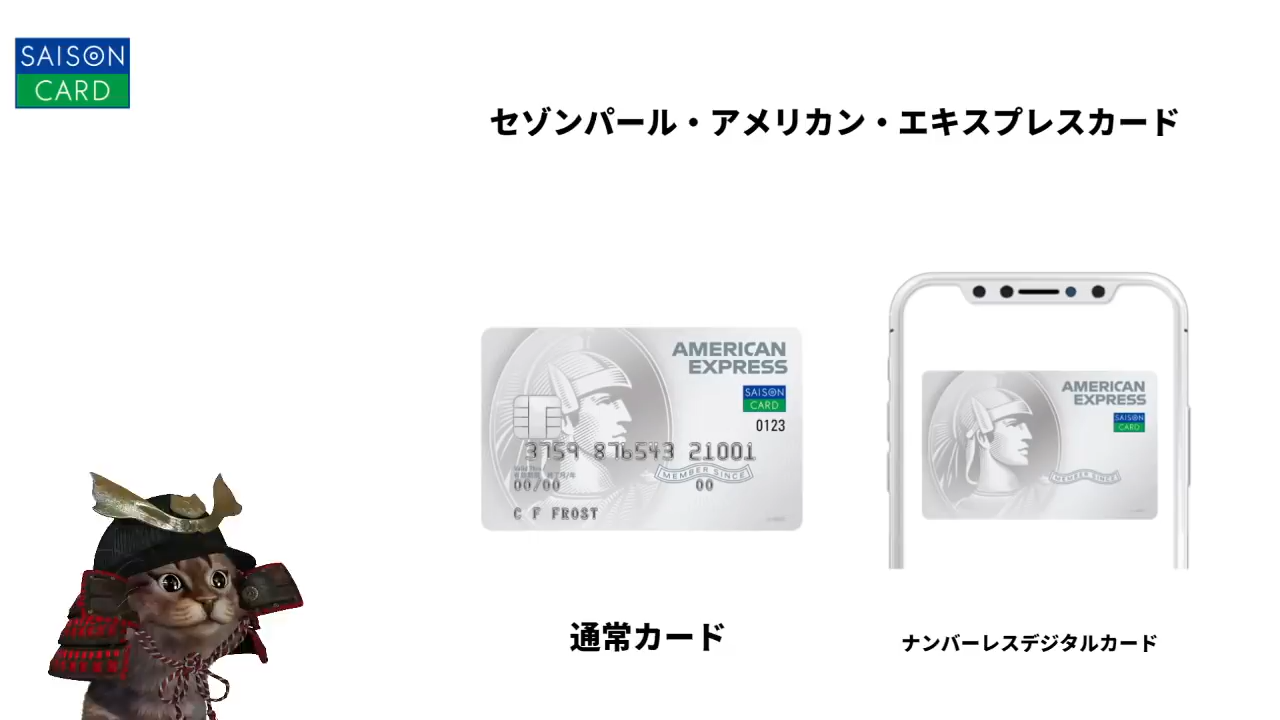 SAISON
CARD
セゾンパール・アメリカン・エキスプレスカード
AMERICAN
EXPRESS
SAISON
CARD
0123
3759 876543 21001
MEMBER SINCE
00/00
00
C F FROST
AMERICAN
EXPRESS
SAISON
CARD
MEMBER SINCE
通常カード
ナンバーレスデジタルカード